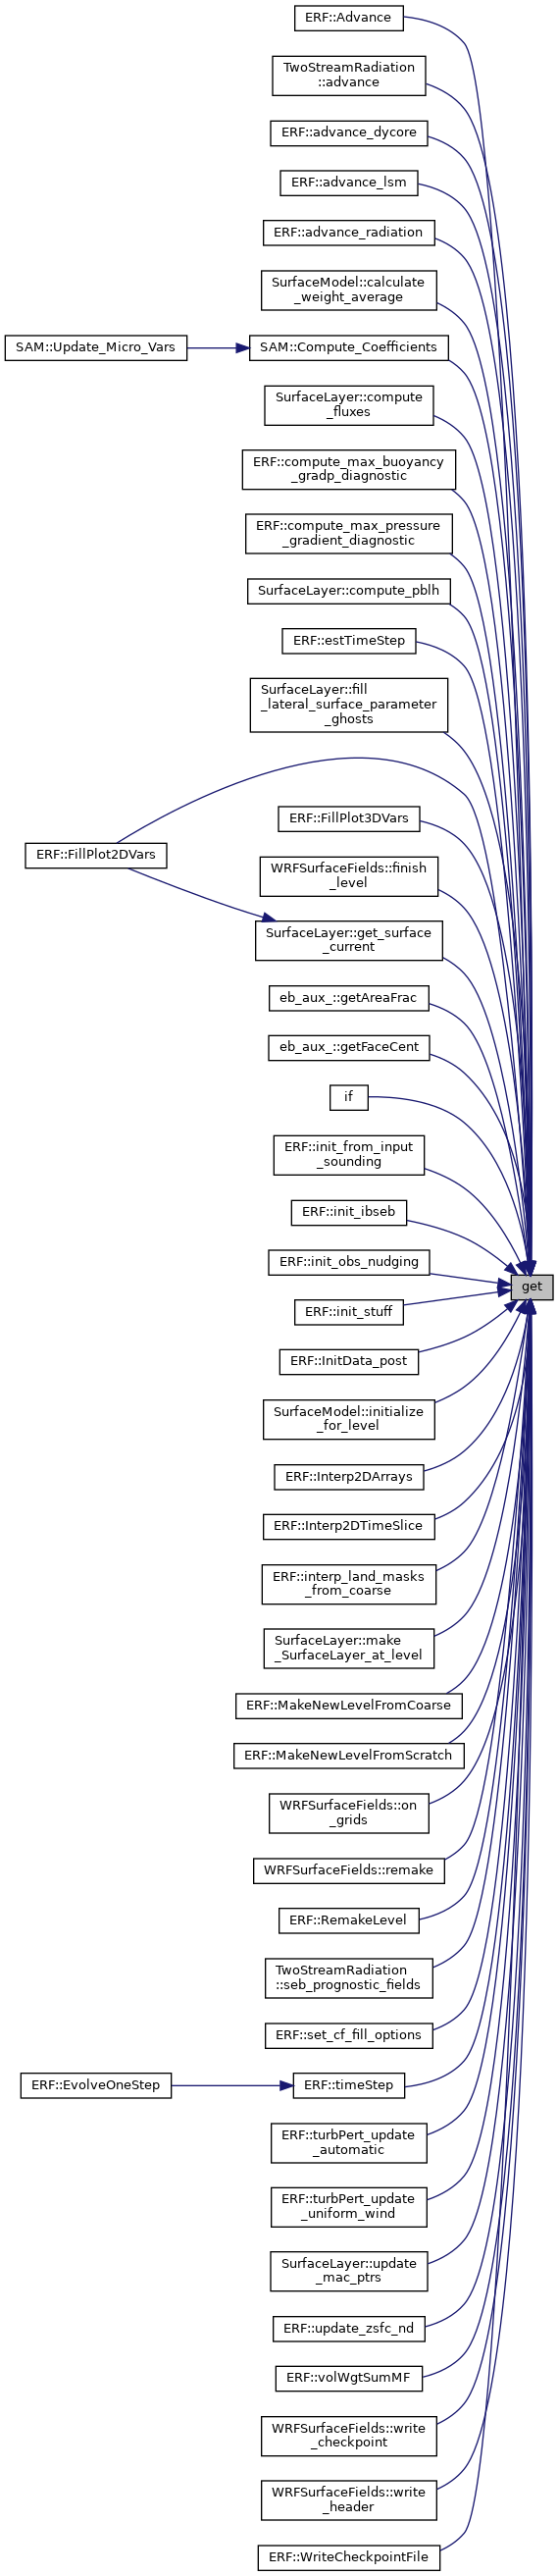 ERF::Advance
TwoStreamRadiation
::advance
ERF::advance_dycore
ERF::advance_lsm
ERF::advance_radiation
SurfaceModel::calculate
_weight_average
SAM::Update_Micro_Vars
SAM::Compute_Coefficients
SurfaceLayer::compute
_fluxes
ERF::compute_max_buoyancy
_gradp_diagnostic
ERF::compute_max_pressure
_gradient_diagnostic
SurfaceLayer::compute_pblh
ERF::estTimeStep
SurfaceLayer::fill
_lateral_surface_parameter
_ghosts
ERF::FillPlot3DVars
ERF::FillPlot2DVars
WRFSurfaceFields::finish
_level
SurfaceLayer::get_surface
_current
eb_aux_::getAreaFrac
eb_aux_::getFaceCent
if
ERF::init_from_input
_sounding
ERF::init_ibseb
ERF::init_obs_nudging
get
ERF::init_stuff
ERF::InitData_post
SurfaceModel::initialize
_for_level
ERF::Interp2DArrays
ERF::Interp2DTimeSlice
ERF::interp_land_masks
_from_coarse
SurfaceLayer::make
_SurfaceLayer_at_level
ERF::MakeNewLevelFromCoarse
ERF::MakeNewLevelFromScratch
WRFSurfaceFields::on
_grids
WRFSurfaceFields::remake
ERF::RemakeLevel
TwoStreamRadiation
::seb_prognostic_fields
ERF::set_cf_fill_options
ERF::EvolveOneStep
ERF::timeStep
ERF::turbPert_update
_automatic
ERF::turbPert_update
_uniform_wind
SurfaceLayer::update
_mac_ptrs
ERF::update_zsfc_nd
ERF::volWgtSumMF
WRFSurfaceFields::write
_checkpoint
WRFSurfaceFields::write
_header
ERF::WriteCheckpointFile